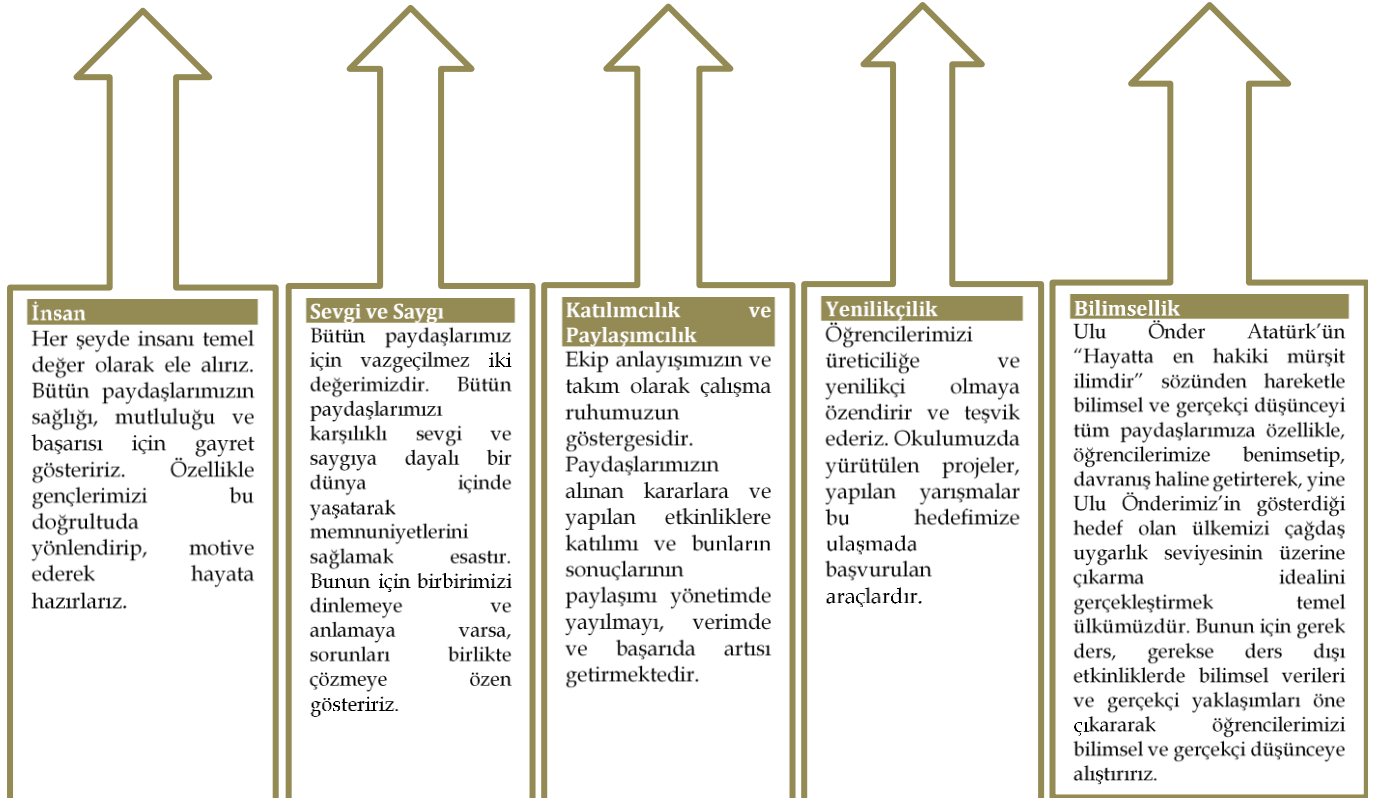 İnsan
Her şeyde insanı temel
değer olarak ele alırız.
Bütün paydaşlarımızın
sağlığı, mutluluğu ve
başarısı için gayret
gösteririz. Özellikle
gençlerimizi bu
doğrultuda
yönlendirip, motive
ederek hayata
hazırlarız.
Sevgi ve Saygı
Bütün paydaşlarımız
için vazgeçilmez iki
değerimizdir. Bütün
paydaşlarımızı
karşılıklı sevgi ve
saygıya dayalı bir
dünya içinde
yaşatarak
memnuniyetlerini
sağlamak esastır.
Bunun için birbirimizi
dinlemeye ve
anlamaya varsa,
sorunları birlikte
çözmeye özen
gösteririz.
Katılımcılık ve
Paylaşımcılık
Ekip anlayışımızın ve
takım olarak çalışma
ruhumuzun
göstergesidir.
Paydaşlarımızın
alınan kararlara ve
yapılan etkinliklere
katılımı ve bunların
sonuçlarının
paylaşımı yönetimde
yayılmayı, verimde
ve başarıda artısı
getirmektedir.
Yenilikçilik
Öğrencilerimizi
üreticiliğe ve
yenilikçi olmaya
özendirir ve teşvik
ederiz. Okulumuzda
yürütülen projeler,
yapılan yarışmalar
bu hedefimize
ulaşmada
başvurulan
araçlardır.
Bilimsellik
Ulu Önder Atatürk’ün
“Hayatta en hakiki mürşit
ilimdir” sözünden hareketle
bilimsel ve gerçekçi düşünceyi
tüm paydaşlarımıza özellikle,
öğrencilerimize benimsetip,
davranış haline getirterek, yine
Ulu Önderimiz’in gösterdiği
hedef olan ülkemizi çağdaş
uygarlık seviyesinin üzerine
çıkarma idealini
gerçekleştirmek temel
ülkümüzdür. Bunun için gerek
ders, gerekse ders dışı
etkinliklerde bilimsel verileri
ve gerçekçi yaklaşımları öne
çıkararak öğrencilerimizi
bilimsel ve gerçekçi düşünceye
alıştırırız.